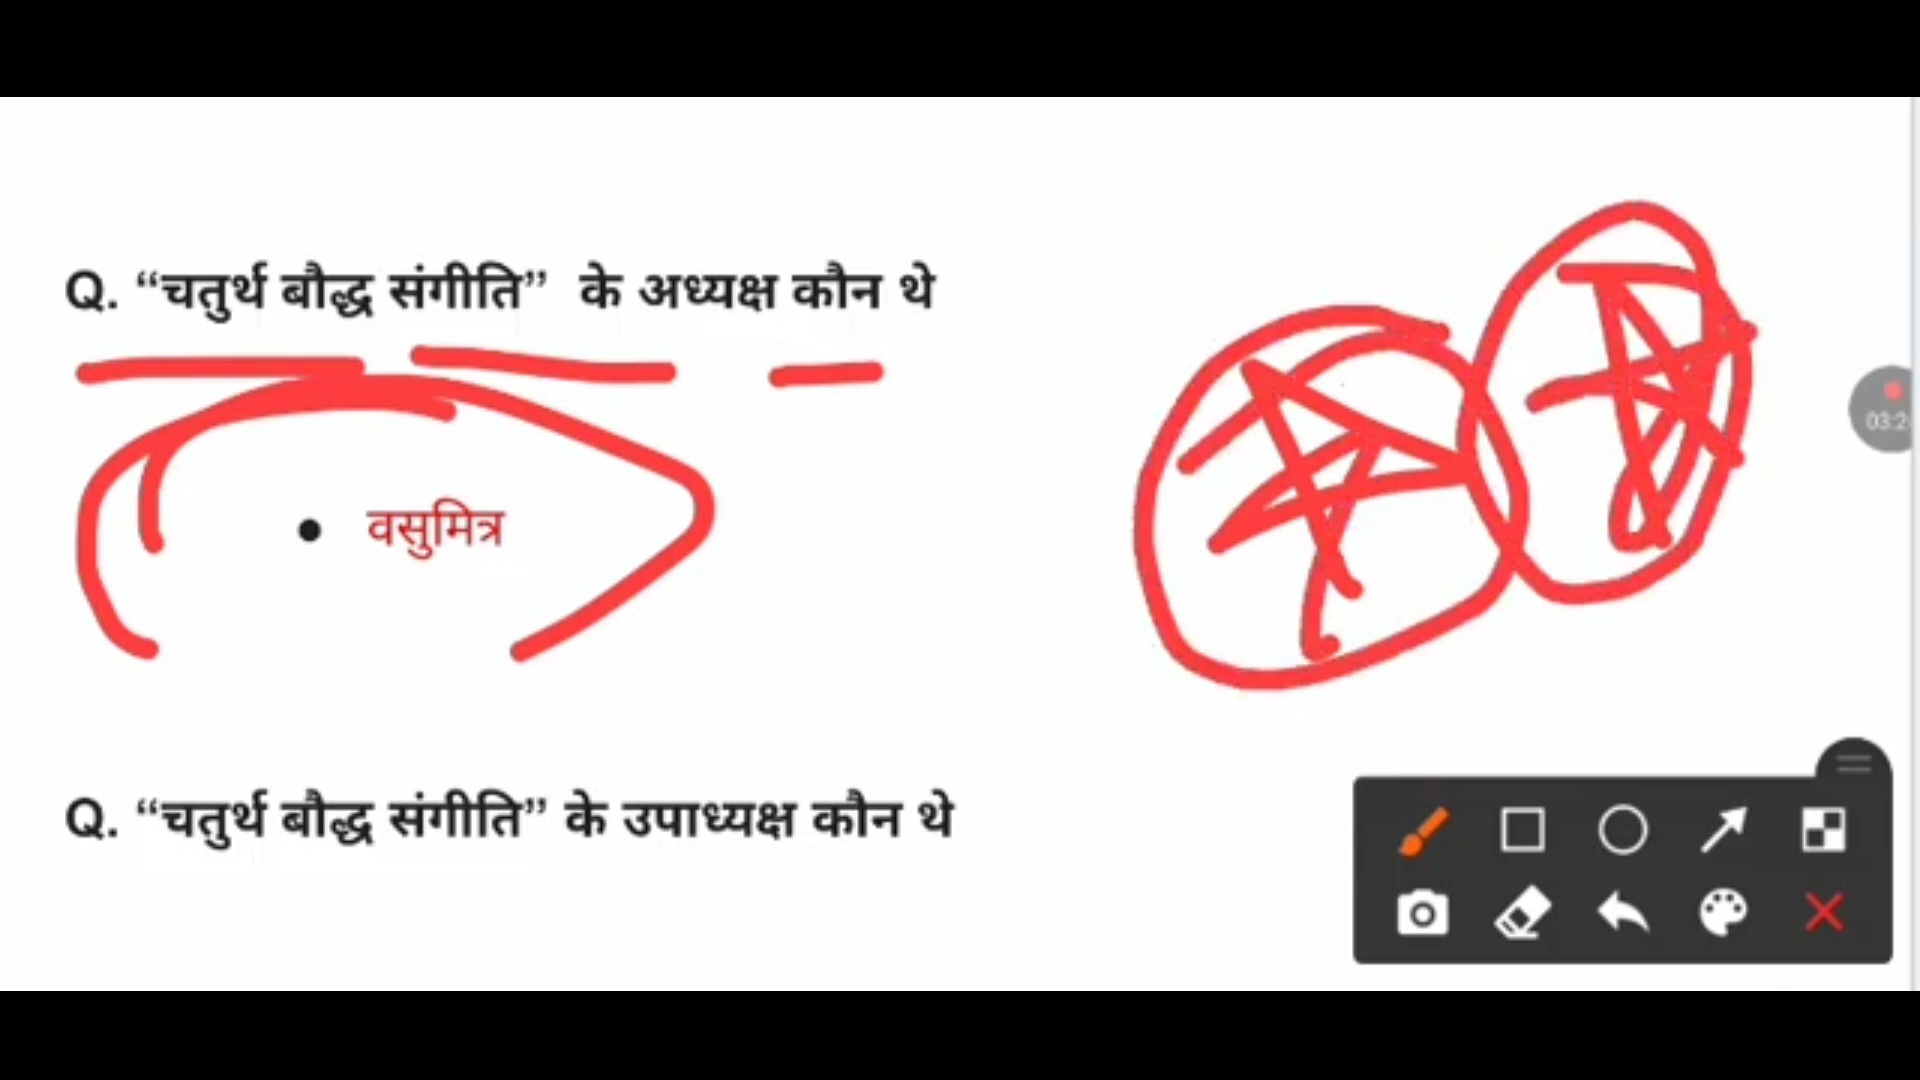 Q. “चतुर्थ बौद्ध संगीति” के अध्यक्ष कौन थे
• वसुमित्र
Q. “चतुर्थ बौद्ध संगीति” के उपाध्यक्ष कौन थे